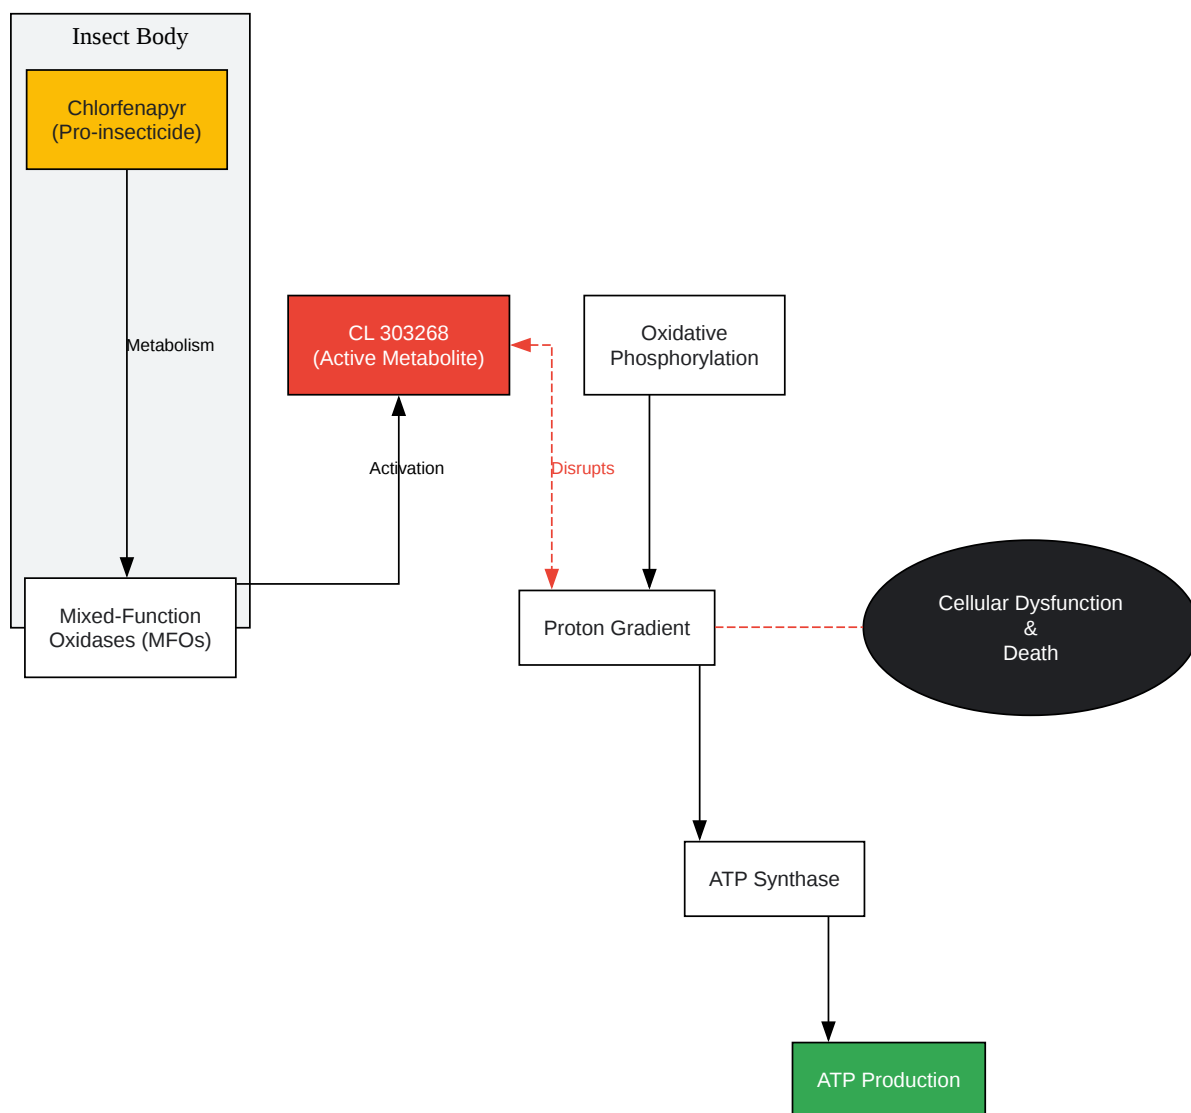 Insect Body
Chlorfenapyr
(Pro-insecticide)
Metabolism
CL 303268
(Active Metabolite)
Oxidative
Phosphorylation
Activation
Disrupts
Mixed-Function
Oxidases (MFOs)
Proton Gradient
Cellular Dysfunction
&
Death
ATP Synthase
ATP Production